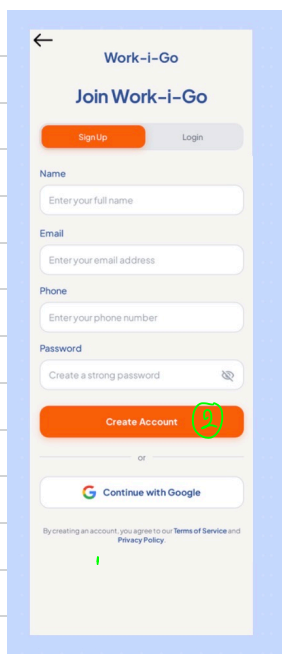 Work-i-Go
Join Work-i-Go
Sign Up Login
Name
Enter your full name
Email
Enter your email address
Phone
Enter your phone number
Password
Create a strong password
Create Account
or
Continue with Google
By creating an account, you agree to our Terms of Service and
Privacy Policy.